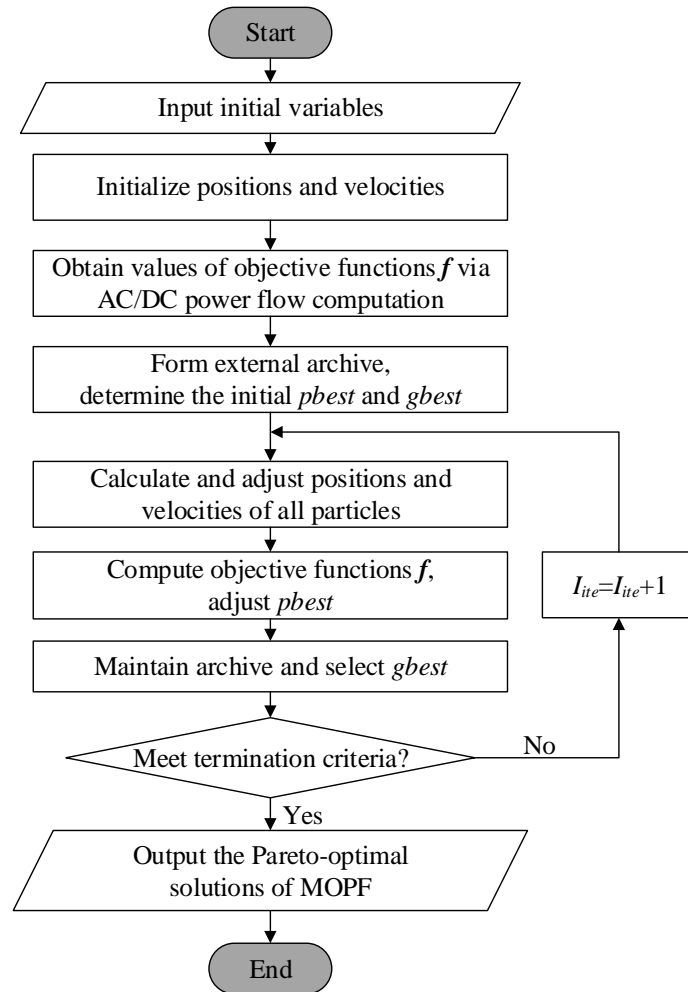 Start
Input initial variables
Initialize positions and velocities
Obtain values of objective functions f via
AC/DC power flow computation
Form external archive,
determine the initial pbest and gbest
Calculate and adjust positions and
velocities of all particles
Compute objective functions f,
adjust pbest
I_ite=I_ite+1
Maintain archive and select gbest
Meet termination criteria?
No
Yes
Output the Pareto-optimal
solutions of MOPF
End